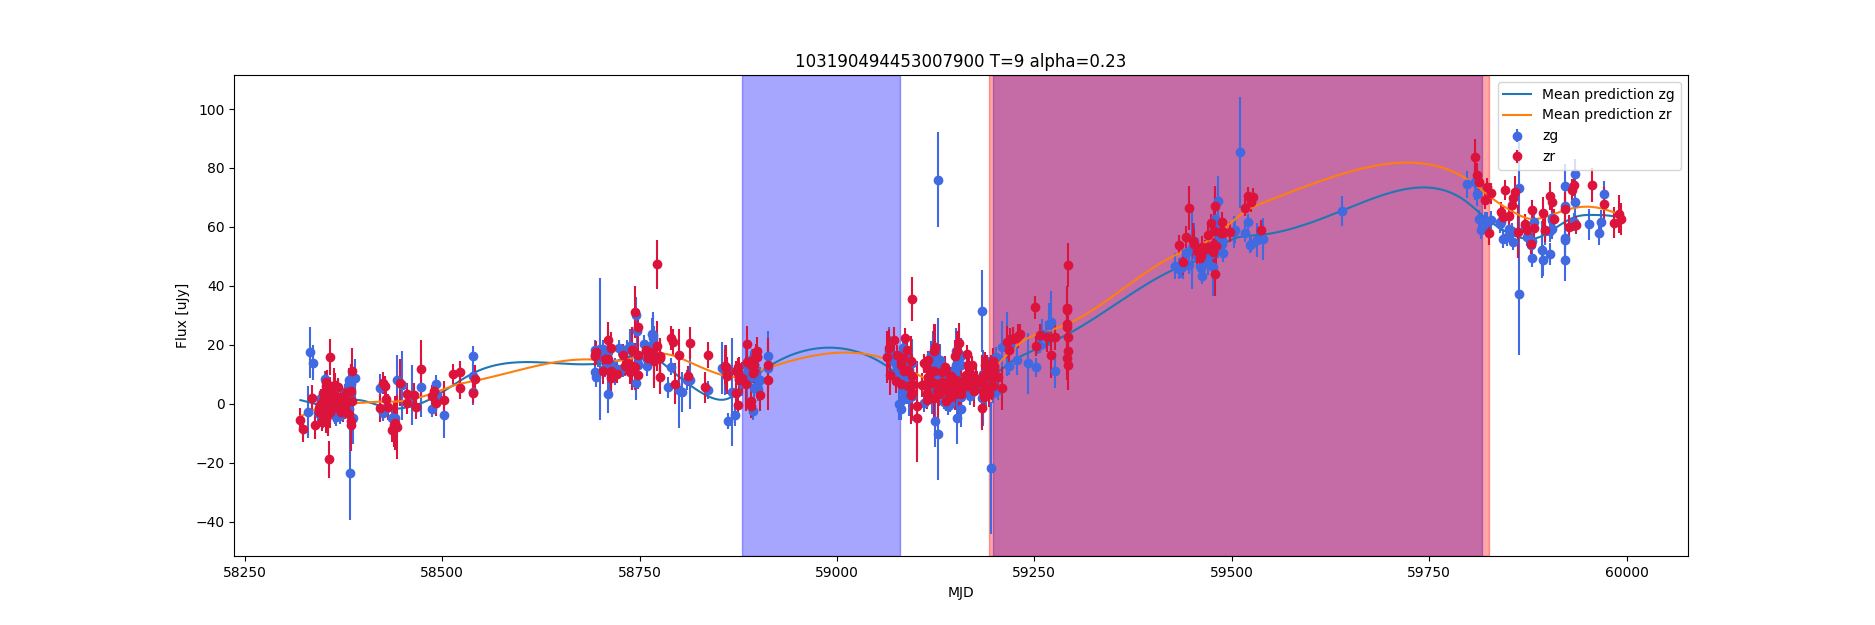 103190494453007900 T=9 alpha=0.23
Mean prediction zg
Mean prediction zr
zg
zr
100
80
60
40
20
0
−20
−40
Flux [uJy]
58250 58500 58750 59000 59250 59500 59750 60000
MJD